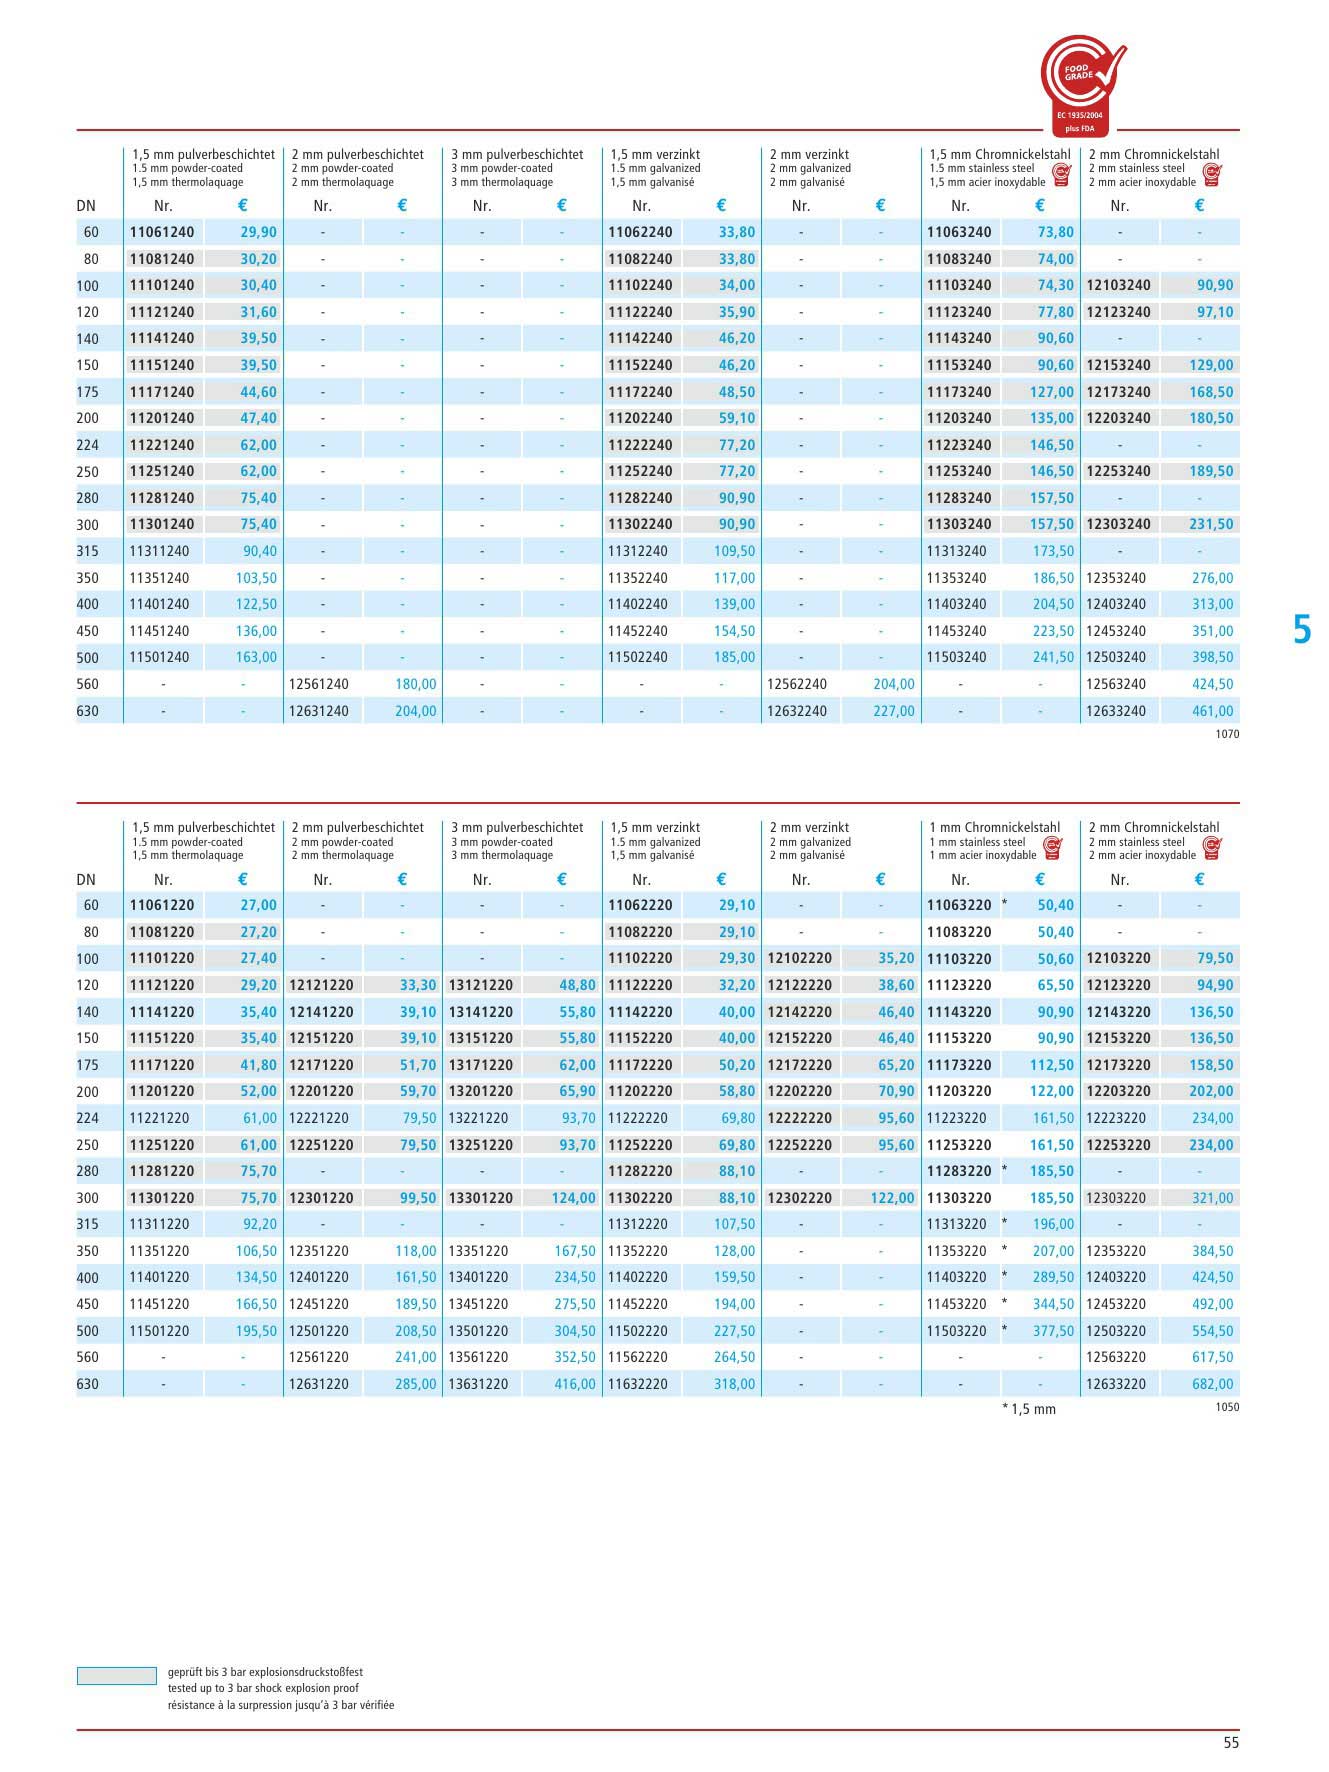 FOOD
GRADE
EC 1935/2004
plus FDA
1,5 mm pulverbeschichtet 2 mm pulverbeschichtet 3 mm pulverbeschichtet 1,5 mm verzinkt 2 mm verzinkt 1,5 mm Chromnickelstahl 2 mm Chromnickelstahl
1.5 mm powder-coated 2 mm powder-coated 3 mm powder-coated 1.5 mm galvanized 2 mm galvanized 1.5 mm stainless steel 2 mm stainless steel
1,5 mm thermolaquage 2 mm thermolaquage 3 mm thermolaquage 1,5 mm galvanisé 2 mm galvanisé 1,5 mm acier inoxydable 2 mm acier inoxydable
DN Nr. € Nr. € Nr. € Nr. € Nr. € Nr. € Nr. €
60 11061240 29,90 - - - - 11062240 33,80 - - 11063240 73,80 - -
80 11081240 30,20 - - - - 11082240 33,80 - - 11083240 74,00 - -
100 11101240 30,40 - - - - 11102240 34,00 - - 11103240 74,30 12103240 90,90
120 11121240 31,60 - - - - 11122240 35,90 - - 11123240 77,80 12123240 97,10
140 11141240 39,50 - - - - 11142240 46,20 - - 11143240 90,60 - -
150 11151240 39,50 - - - - 11152240 46,20 - - 11153240 90,60 12153240 129,00
175 11171240 44,60 - - - - 11172240 48,50 - - 11173240 127,00 12173240 168,50
200 11201240 47,40 - - - - 11202240 59,10 - - 11203240 135,00 12203240 180,50
224 11221240 62,00 - - - - 11222240 77,20 - - 11223240 146,50 - -
250 11251240 62,00 - - - - 11252240 77,20 - - 11253240 146,50 12253240 189,50
280 11281240 75,40 - - - - 11282240 90,90 - - 11283240 157,50 - -
300 11301240 75,40 - - - - 11302240 90,90 - - 11303240 157,50 12303240 231,50
315 11311240 90,40 - - - - 11312240 109,50 - - 11313240 173,50 - -
350 11351240 103,50 - - - - 11352240 117,00 - - 11353240 186,50 12353240 276,00
400 11401240 122,50 - - - - 11402240 139,00 - - 11403240 204,50 12403240 313,00
450 11451240 136,00 - - - - 11452240 154,50 - - 11453240 223,50 12453240 351,00
5
500 11501240 163,00 - - - - 11502240 185,00 - - 11503240 241,50 12503240 398,50
560 - - 12561240 180,00 - - - - 12562240 204,00 - - 12563240 424,50
630 - - 12631240 204,00 - - - - 12632240 227,00 - - 12633240 461,00
1070
1,5 mm pulverbeschichtet 2 mm pulverbeschichtet 3 mm pulverbeschichtet 1,5 mm verzinkt 2 mm verzinkt 1 mm Chromnickelstahl 2 mm Chromnickelstahl
1.5 mm powder-coated 2 mm powder-coated 3 mm powder-coated 1.5 mm galvanized 2 mm galvanized 1 mm stainless steel 2 mm stainless steel
1,5 mm thermolaquage 2 mm thermolaquage 3 mm thermolaquage 1,5 mm galvanisé 2 mm galvanisé 1 mm acier inoxydable 2 mm acier inoxydable
DN Nr. € Nr. € Nr. € Nr. € Nr. € Nr. € Nr. €
60 11061220 27,00 - - - - 11062220 29,10 - - 11063220 * 50,40 - -
80 11081220 27,20 - - - - 11082220 29,10 - - 11083220 50,40 - -
100 11101220 27,40 - - - - 11102220 29,30 12102220 35,20 11103220 50,60 12103220 79,50
120 11121220 29,20 12121220 33,30 13121220 48,80 11122220 32,20 12122220 38,60 11123220 65,50 12123220 94,90
140 11141220 35,40 12141220 39,10 13141220 55,80 11142220 40,00 12142220 46,40 11143220 90,90 12143220 136,50
150 11151220 35,40 12151220 39,10 13151220 55,80 11152220 40,00 12152220 46,40 11153220 90,90 12153220 136,50
175 11171220 41,80 12171220 51,70 13171220 62,00 11172220 50,20 12172220 65,20 11173220 112,50 12173220 158,50
200 11201220 52,00 12201220 59,70 13201220 65,90 11202220 58,80 12202220 70,90 11203220 122,00 12203220 202,00
224 11221220 61,00 12221220 79,50 13221220 93,70 11222220 69,80 12222220 95,60 11223220 161,50 12223220 234,00
250 11251220 61,00 12251220 79,50 13251220 93,70 11252220 69,80 12252220 95,60 11253220 161,50 12253220 234,00
280 11281220 75,70 - - - - 11282220 88,10 - - 11283220 * 185,50 - -
300 11301220 75,70 12301220 99,50 13301220 124,00 11302220 88,10 12302220 122,00 11303220 185,50 12303220 321,00
315 11311220 92,20 - - - - 11312220 107,50 - - 11313220 * 196,00 - -
350 11351220 106,50 12351220 118,00 13351220 167,50 11352220 128,00 - - 11353220 * 207,00 12353220 384,50
400 11401220 134,50 12401220 161,50 13401220 234,50 11402220 159,50 - - 11403220 * 289,50 12403220 424,50
450 11451220 166,50 12451220 189,50 13451220 275,50 11452220 194,00 - - 11453220 * 344,50 12453220 492,00
500 11501220 195,50 12501220 208,50 13501220 304,50 11502220 227,50 - - 11503220 * 377,50 12503220 554,50
560 - - 12561220 241,00 13561220 352,50 11562220 264,50 - - - - 12563220 617,50
630 - - 12631220 285,00 13631220 416,00 11632220 318,00 - - - - 12633220 682,00
* 1,5 mm 1050
geprüft bis 3 bar explosionsdruckstoßfest
tested up to 3 bar shock explosion proof
résistance à la surpression jusqu'à 3 bar vérifiée
55